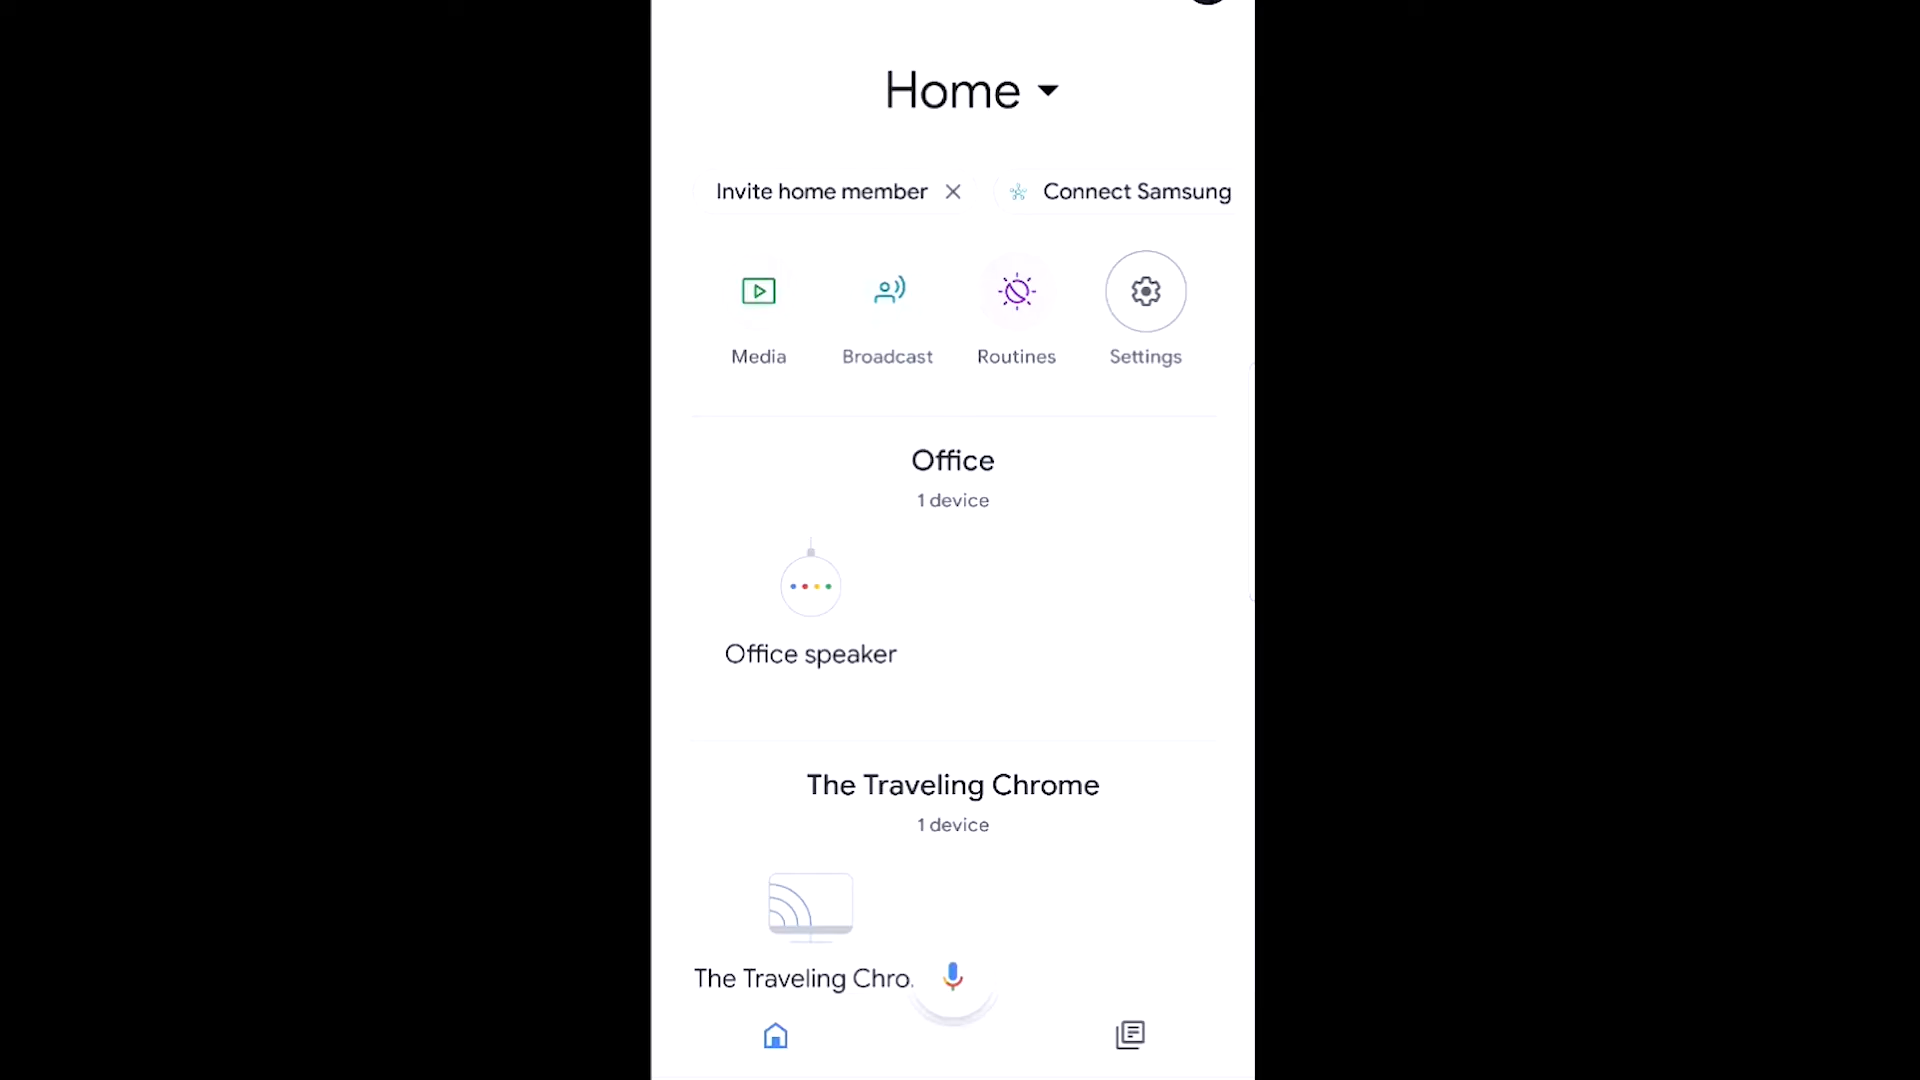 Home
Invite home member
Connect Samsung
Media
Broadcast
Routines
Settings
Office
1 device
Office speaker
The Traveling Chrome
1 device
The Traveling Chro.